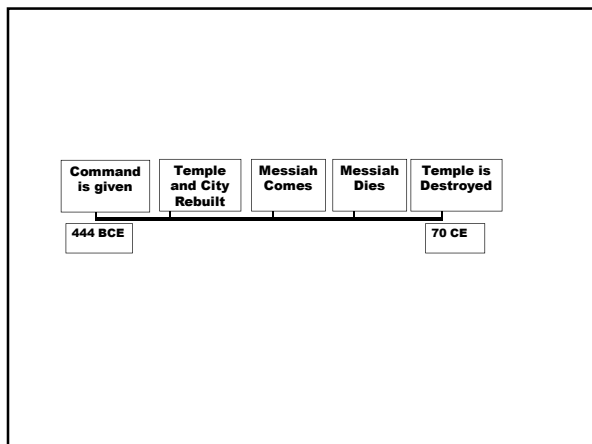 Command
is given
Temple
and City
Rebuilt
Messiah
Comes
Messiah
Dies
Temple is
Destroyed
444 BCE
70 CE